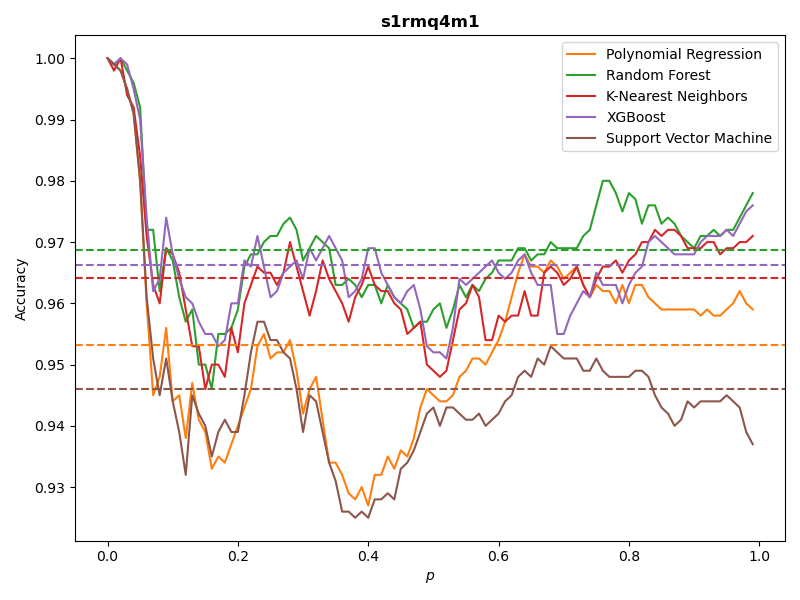 s1rmq4m1
Polynomial Regression
Random Forest
K-Nearest Neighbors
XGBoost
Support Vector Machine
Accuracy
1.00
0.99
0.98
0.97
0.96
0.95
0.94
0.93
0.0 0.2 0.4 0.6 0.8 1.0
p